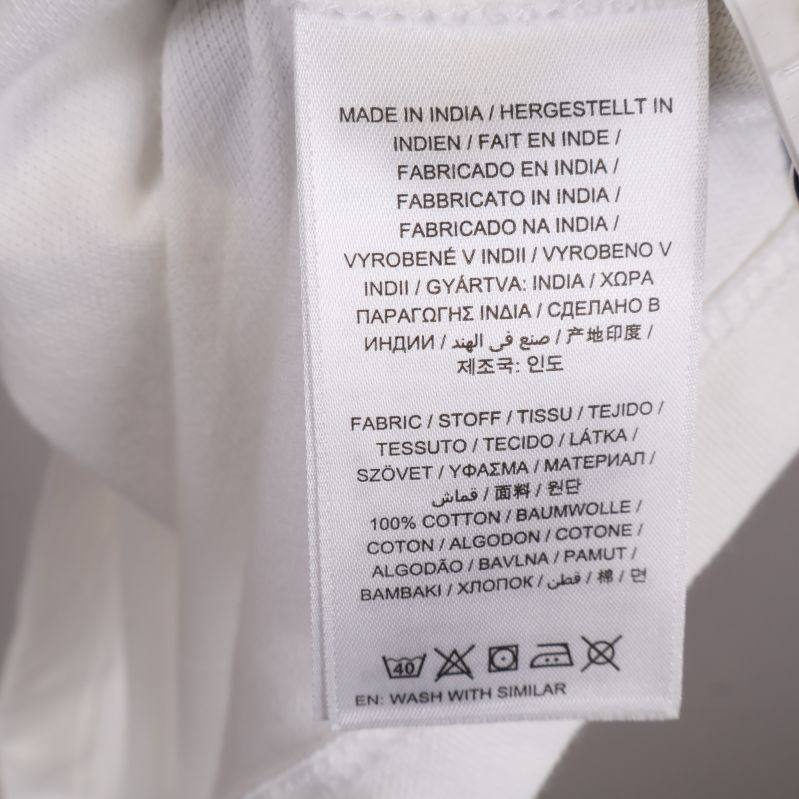 MADE IN INDIA / HERGESTELLT IN
INDIEN / FAIT EN INDE /
FABRICADO EN INDIA /
FABBRICATO IN INDIA /
FABRICADO NA INDIA /
VYROBENÉ V INDII / VYROBENO V
INDII / GYÁRTVA: INDIA / ΧΩΡΑ
ΠΑΡΑΓΩΓΗΣ ΙΝΔΙΑ / СДЕЛАНО В
ИНДИИ / صنع في الهند / 产地印度 /
제조국: 인도
FABRIC / STOFF / TISSU / TEJIDO /
TESSUTO / TECIDO / LÁTKA /
SZÖVET / ΥΦΑΣΜΑ / МАТЕРИАЛ /
قماش / 面料 / 원단
100% COTTON / BAUMWOLLE /
COTON / ALGODON / COTONE /
ALGODÃO / BAVLNA / PAMUT /
ΒΑΜΒΑΚΙ / ХЛОПОК / قطن / 棉 / 면
40
EN: WASH WITH SIMILAR